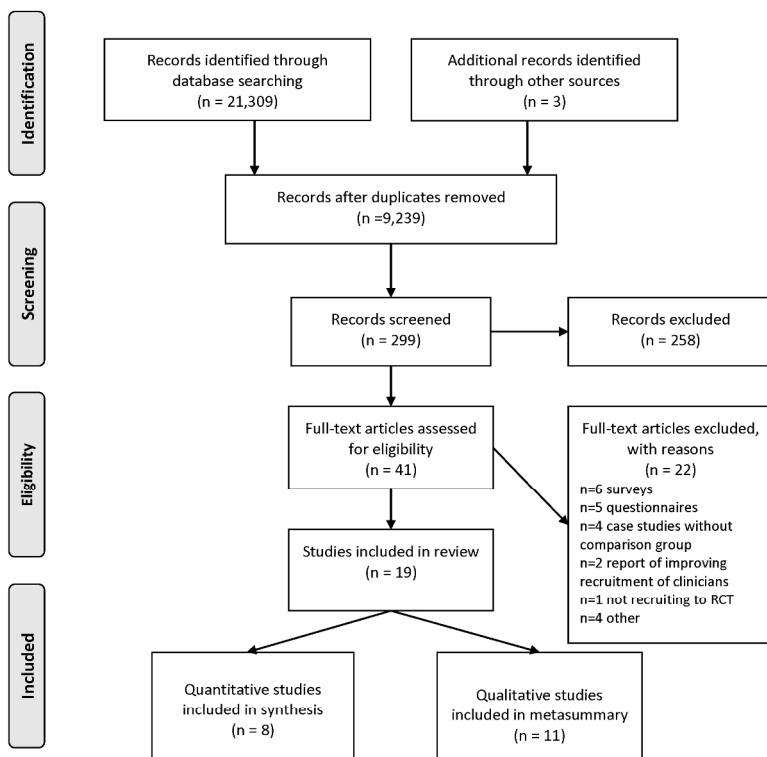 Identification
Records identified through
database searching
(n = 21,309)
Additional records identified
through other sources
(n = 3)
Records after duplicates removed
(n =9,239)
Screening
Records screened
(n = 299)
Records excluded
(n = 258)
Eligibility
Full-text articles assessed
for eligibility
(n = 41)
Full-text articles excluded,
with reasons
(n = 22)
n=6 surveys
n=5 questionnaires
n=4 case studies without
comparison group
n=2 report of improving
recruitment of clinicians
n=1 not recruiting to RCT
n=4 other
Studies included in review
(n = 19)
Included
Quantitative studies
included in synthesis
(n = 8)
Qualitative studies
included in metasummary
(n = 11)